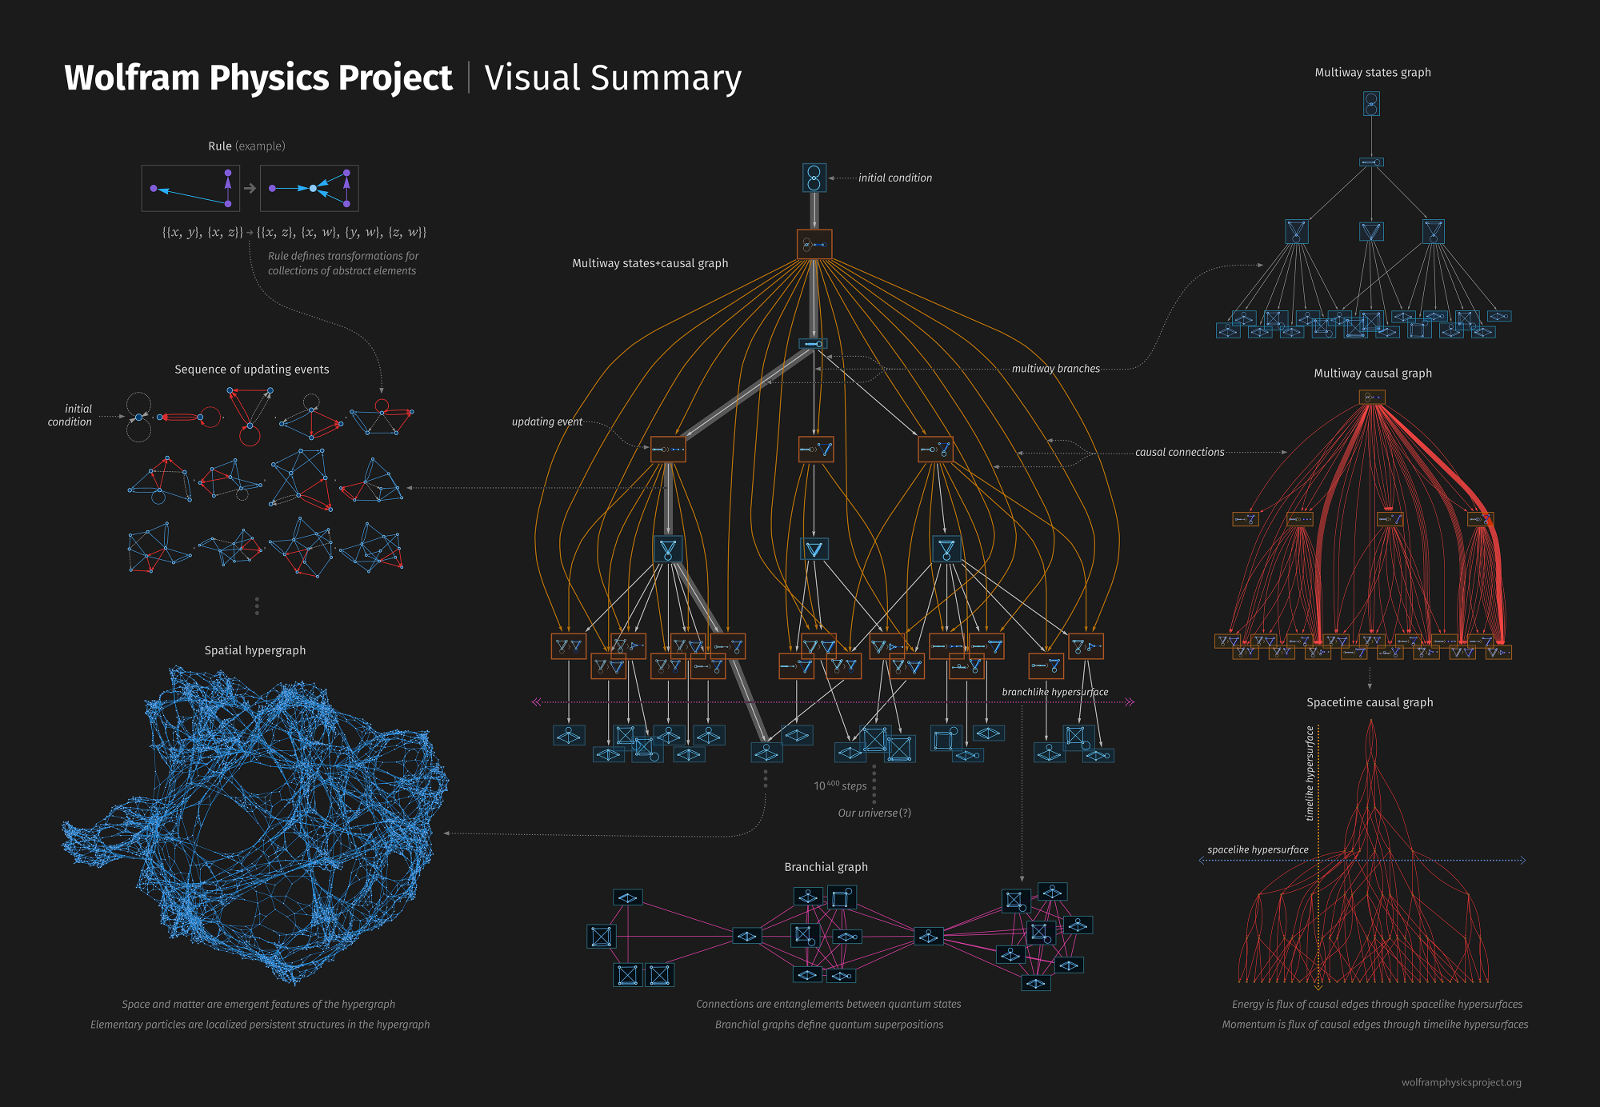 Wolfram Physics Project | Visual Summary
Rule (example)
{{x, y}, {x, z}} → {{x, z}, {x, w}, {y, w}, {z, w}}
Rule defines transformations for
collections of abstract elements
Sequence of updating events
initial
condition
Spatial hypergraph
Space and matter are emergent features of the hypergraph
Elementary particles are localized persistent structures in the hypergraph
initial condition
Multiway states+causal graph
multiway branches
updating event
causal connections
branchlike hypersurface
10⁴⁰⁰ steps
Our universe(?)
Branchial graph
Connections are entanglements between quantum states
Branchial graphs define quantum superpositions
Multiway states graph
Multiway causal graph
Spacetime causal graph
timelike hypersurface
spacelike hypersurface
Energy is flux of causal edges through spacelike hypersurfaces
Momentum is flux of causal edges through timelike hypersurfaces
wolframphysicsproject.org